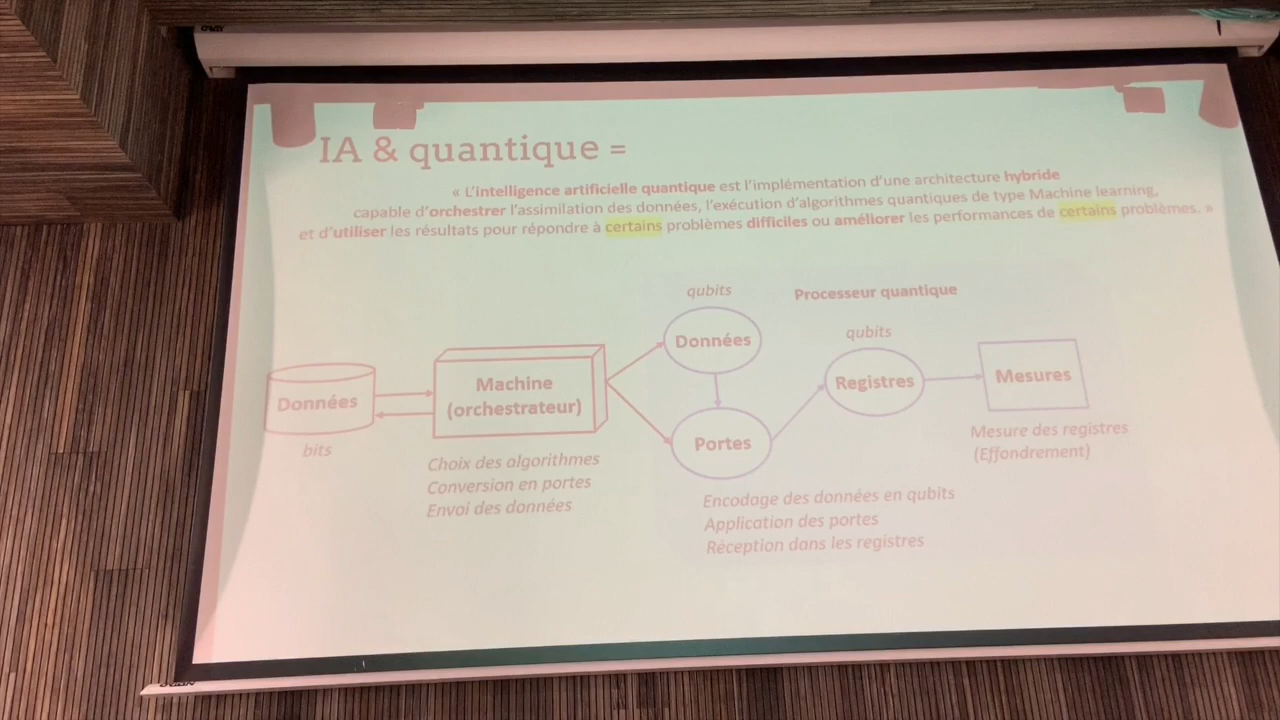 IA & quantique =
« L'intelligence artificielle quantique est l'implémentation d'une architecture hybride
capable d'orchestrer l'assimilation des données, l'exécution d'algorithmes quantiques de type Machine learning,
et d'utiliser les résultats pour répondre à certains problèmes difficiles ou améliorer les performances de certains problèmes. »
qubits
Processeur quantique
Données
qubits
Machine
(orchestrateur)
Données
bits
Registres
Mesures
Portes
Mesure des registres
(Effondrement)
Choix des algorithmes
Conversion en portes
Envoi des données
Encodage des données en qubits
Application des portes
Réception dans les registres